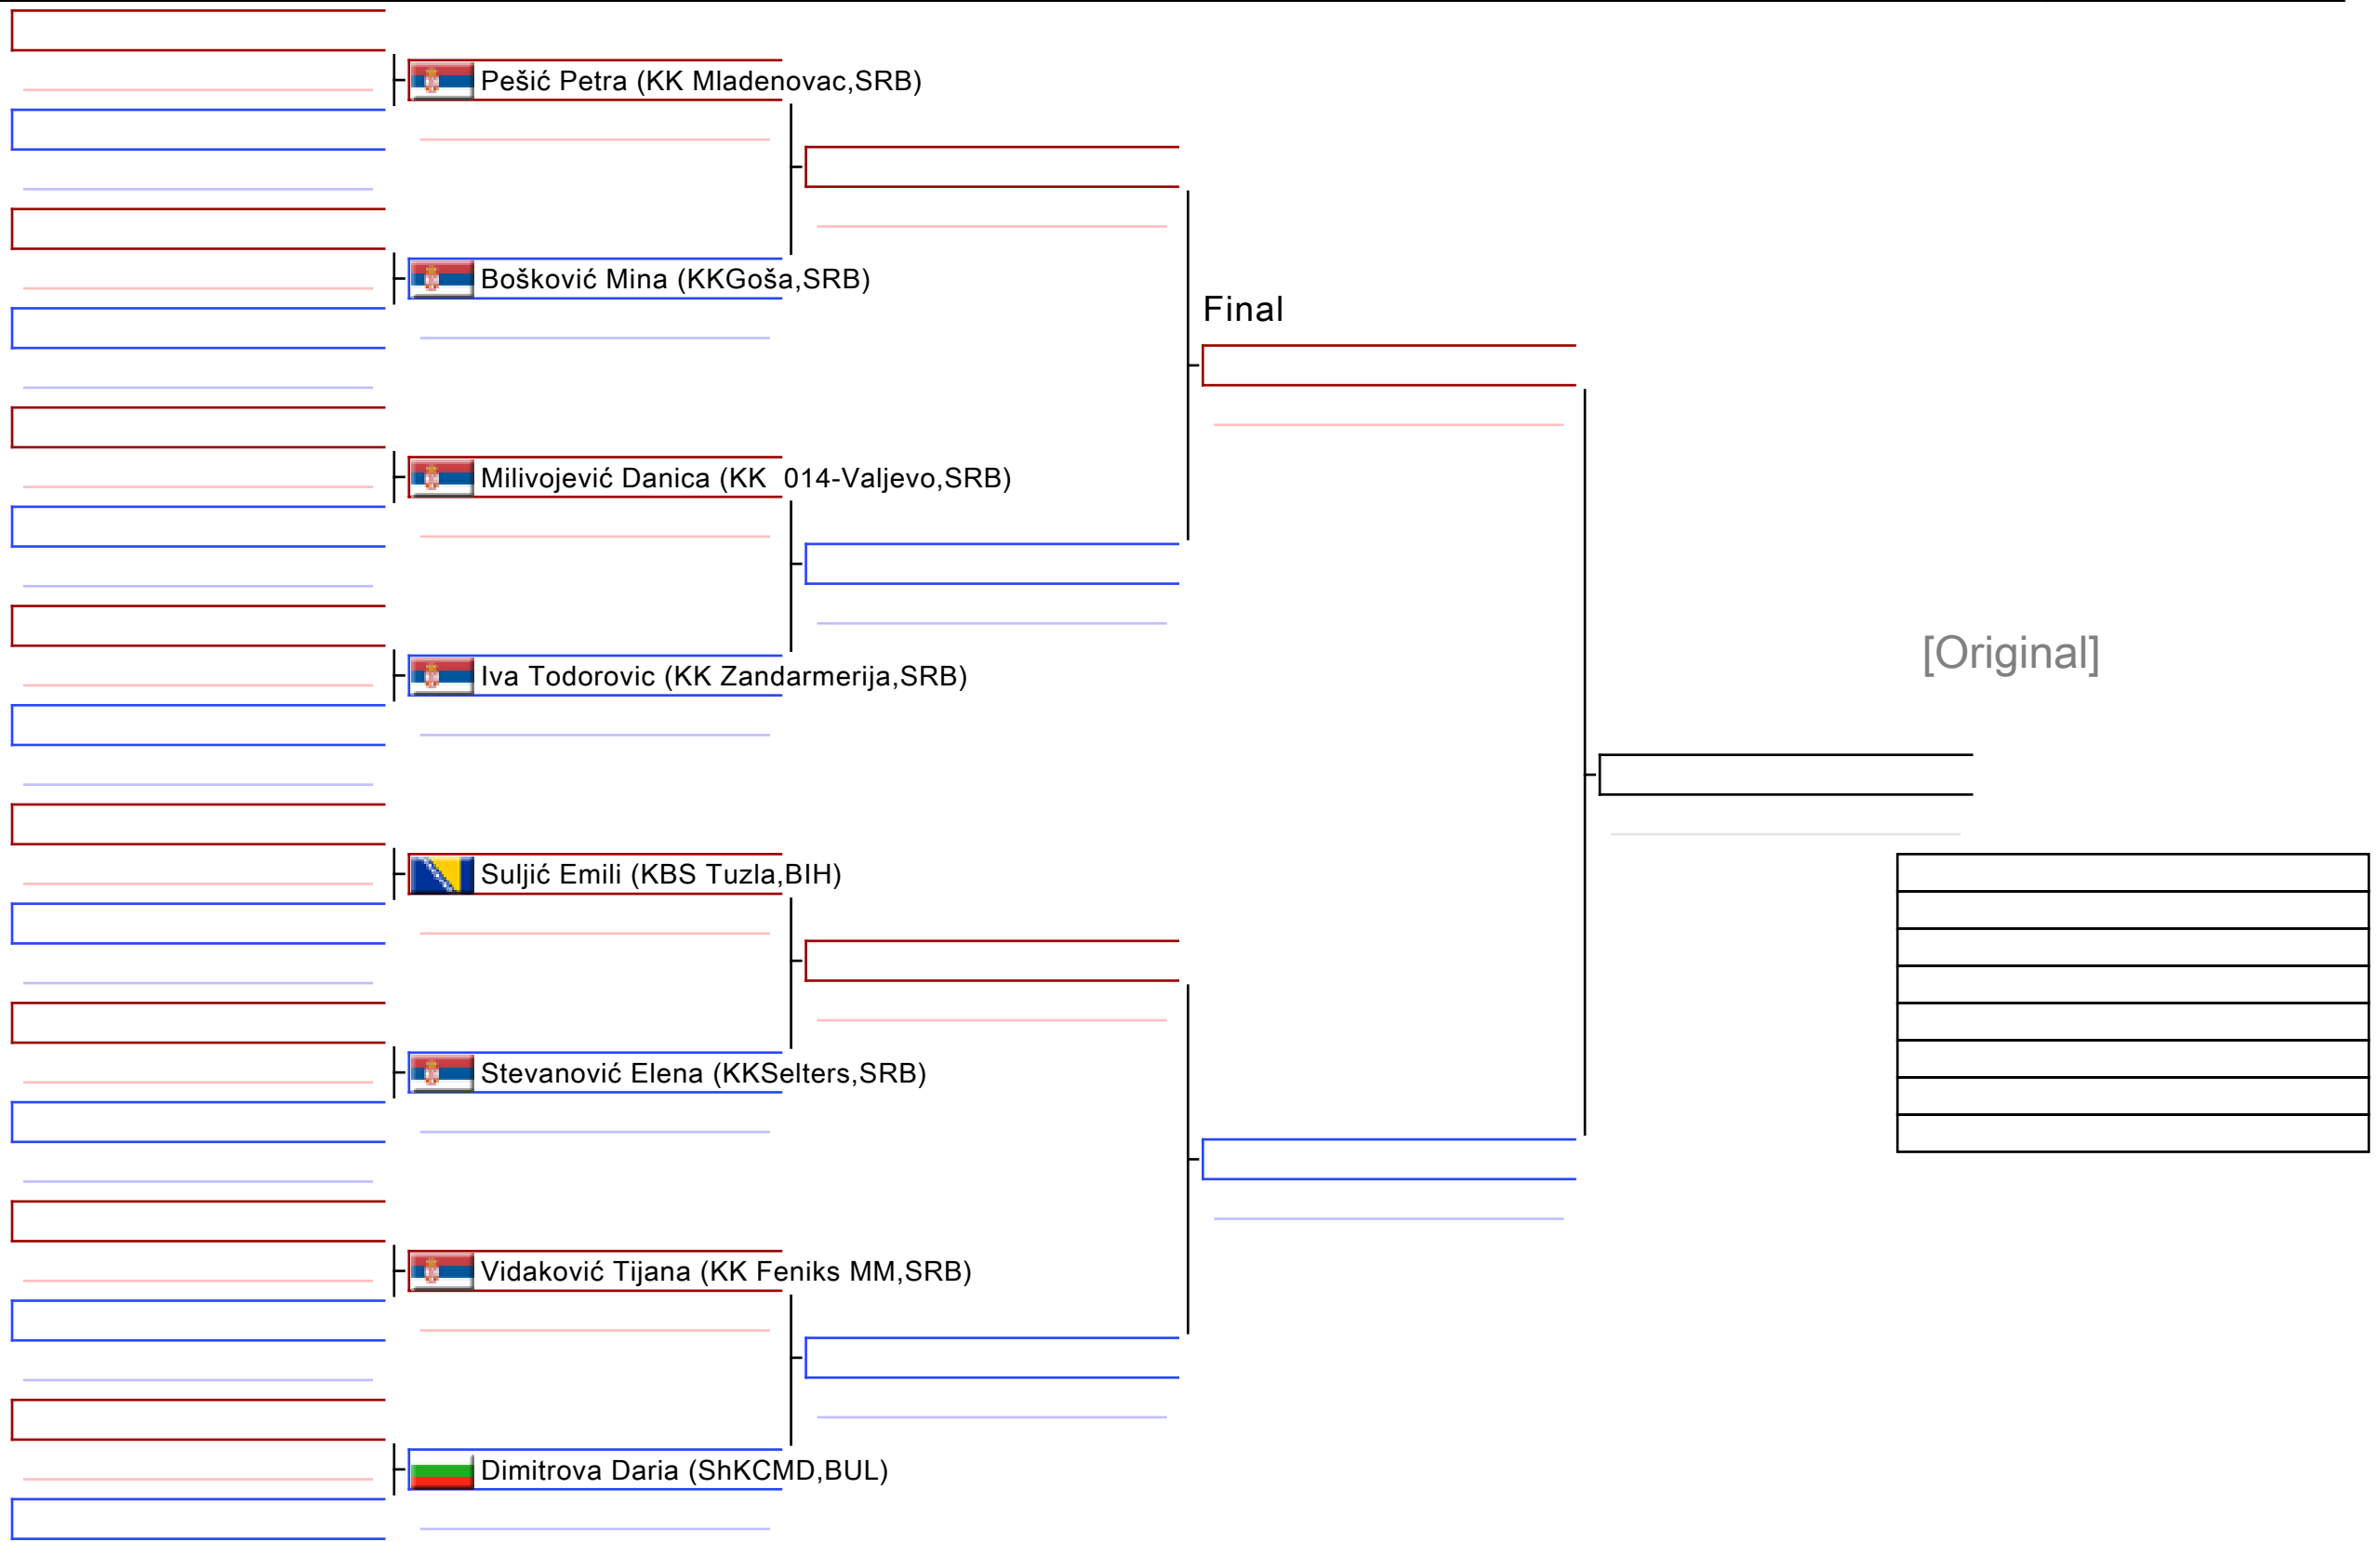 Pešić Petra (KK Mladenovac,SRB)
Bošković Mina (KKGoša,SRB)
Final
Milivojević Danica (KK  014-Valjevo,SRB)
[Original]
Iva Todorovic (KK Zandarmerija,SRB)
Suljić Emili (KBS Tuzla,BIH)
Stevanović Elena (KKSelters,SRB)
Vidaković Tijana (KK Feniks MM,SRB)
Dimitrova Daria (ShKCMD,BUL)